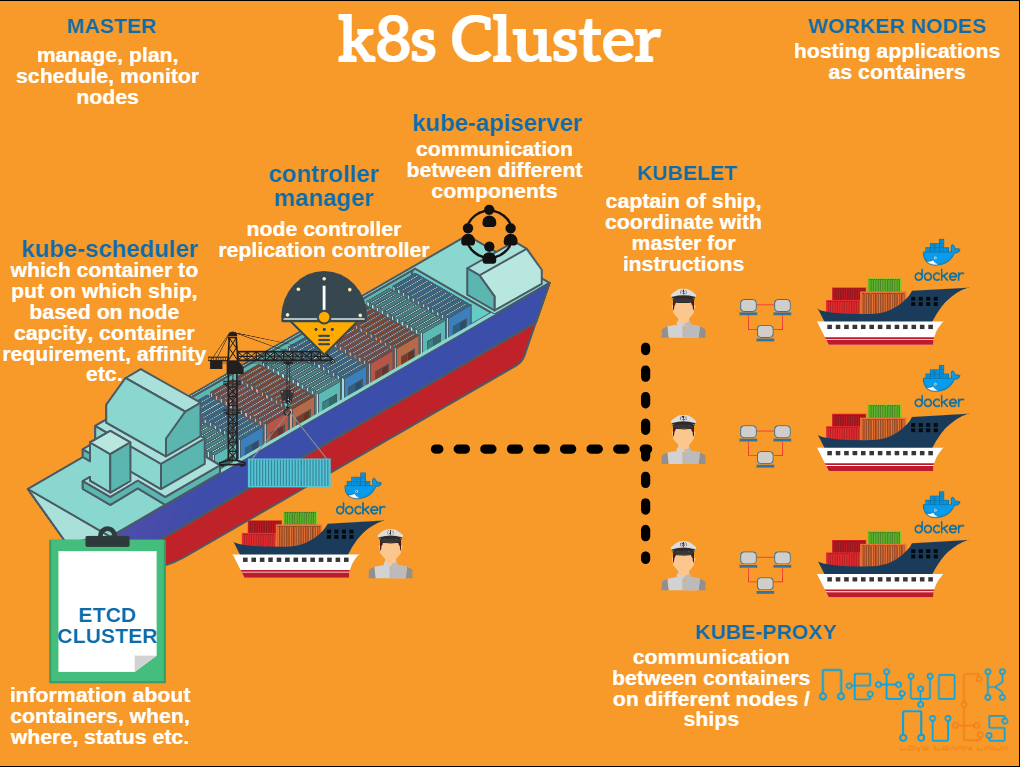 MASTER
manage, plan,
schedule, monitor
nodes
k8s Cluster
WORKER NODES
hosting applications
as containers
kube-apiserver
communication
between different
components
controller
manager
node controller
replication controller
KUBELET
captain of ship,
coordinate with
master for
instructions
kube-scheduler
which container to
put on which ship,
based on node
capcity, container
requirement, affinity
etc.
docker
docker
docker
docker
ETCD
CLUSTER
information about
containers, when,
where, status etc.
KUBE-PROXY
communication
between containers
on different nodes /
ships
network
nuts
LOVE LEARN LINUX